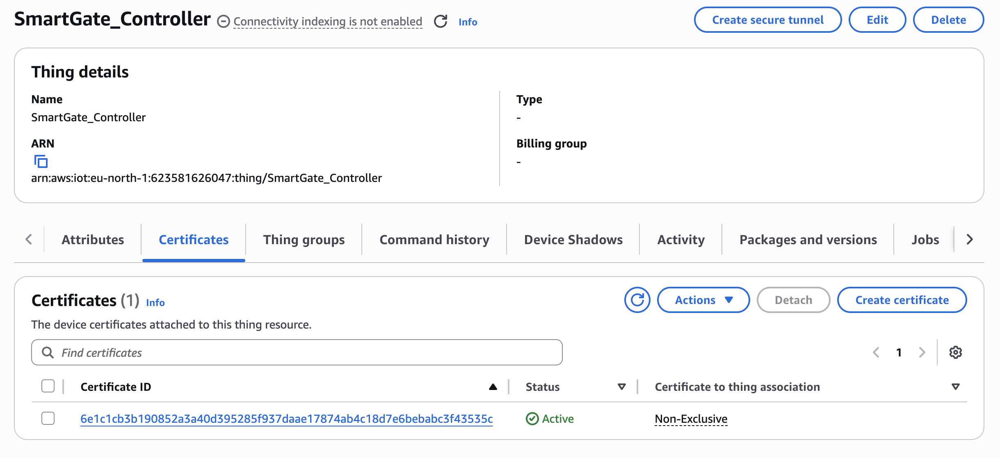 SmartGate_Controller Connectivity indexing is not enabled Info Create secure tunnel Edit Delete
Thing details
Name
SmartGate_Controller
ARN
arn:aws:iot:eu-north-1:623581626047:thing/SmartGate_Controller
Type
-
Billing group
-
Attributes Certificates Thing groups Command history Device Shadows Activity Packages and versions Jobs
Certificates (1) Info Actions Detach Create certificate
The device certificates attached to this thing resource.
Find certificates 1
Certificate ID Status Certificate to thing association
6e1c1cb3b190852a3a40d395285f937daae17874ab4c18d7e6bebabc3f43535c Active Non-Exclusive